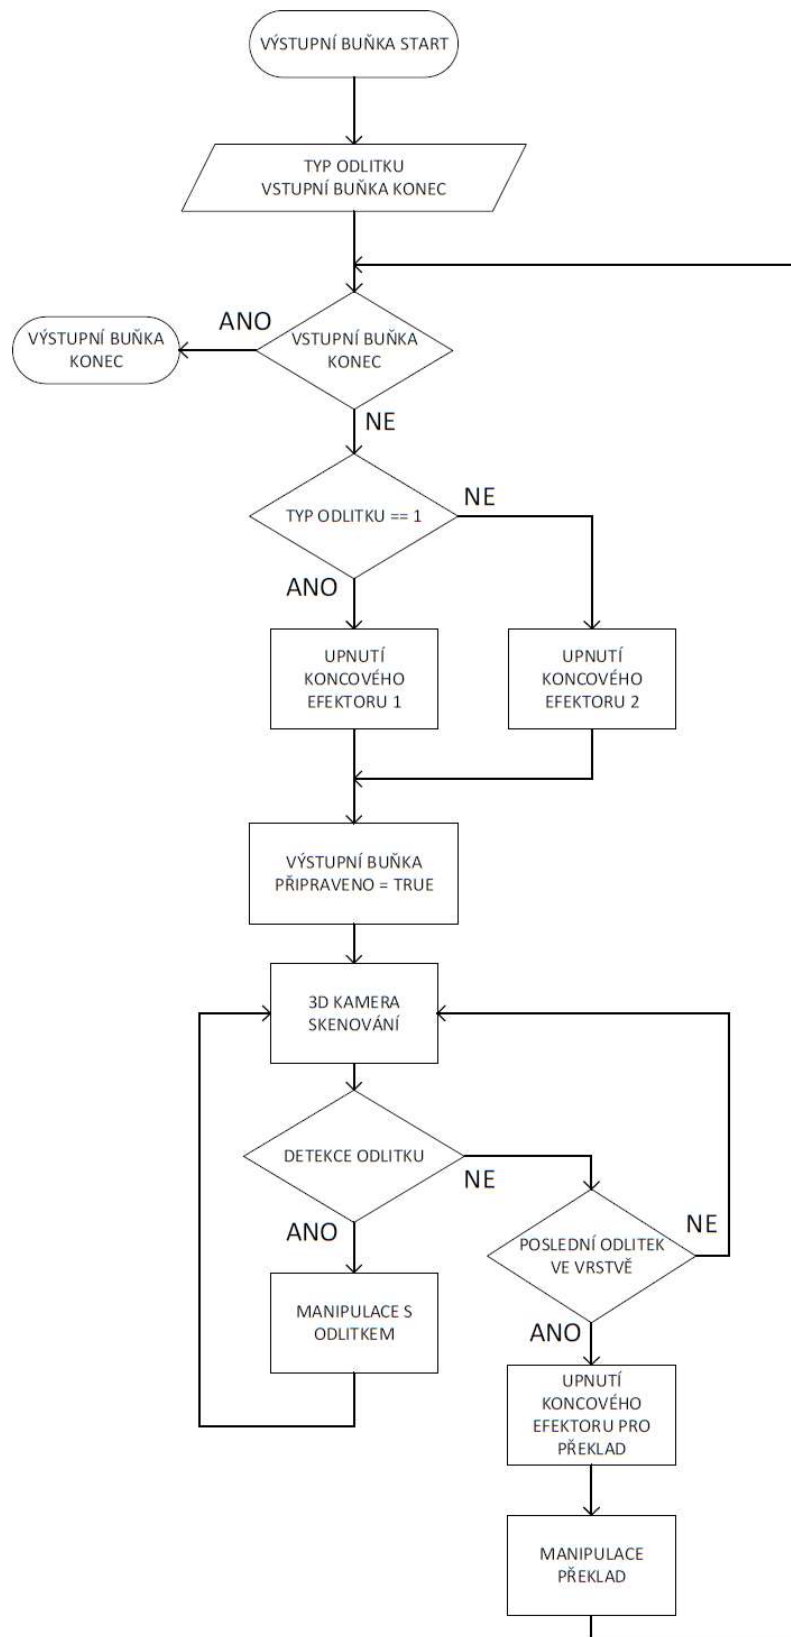 VÝSTUPNÍ BUŇKA START
TYP ODLITKU
VSTUPNÍ BUŇKA KONEC
ANO
VÝSTUPNÍ BUŇKA
KONEC
VSTUPNÍ BUŇKA
KONEC
NE
TYP ODLITKU == 1
NE
ANO
UPNUTÍ
KONCOVÉHO
EFEKTORU 1
UPNUTÍ
KONCOVÉHO
EFEKTORU 2
VÝSTUPNÍ BUŇKA
PŘIPRAVENO = TRUE
3D KAMERA
SKENOVÁNÍ
DETEKCE ODLITKU
NE
ANO
MANIPULACE S
ODLITKEM
POSLEDNÍ ODLITEK
VE VRSTVĚ
NE
ANO
UPNUTÍ
KONCOVÉHO
EFEKTORU PRO
PŘEKLAD
MANIPULACE
PŘEKLAD